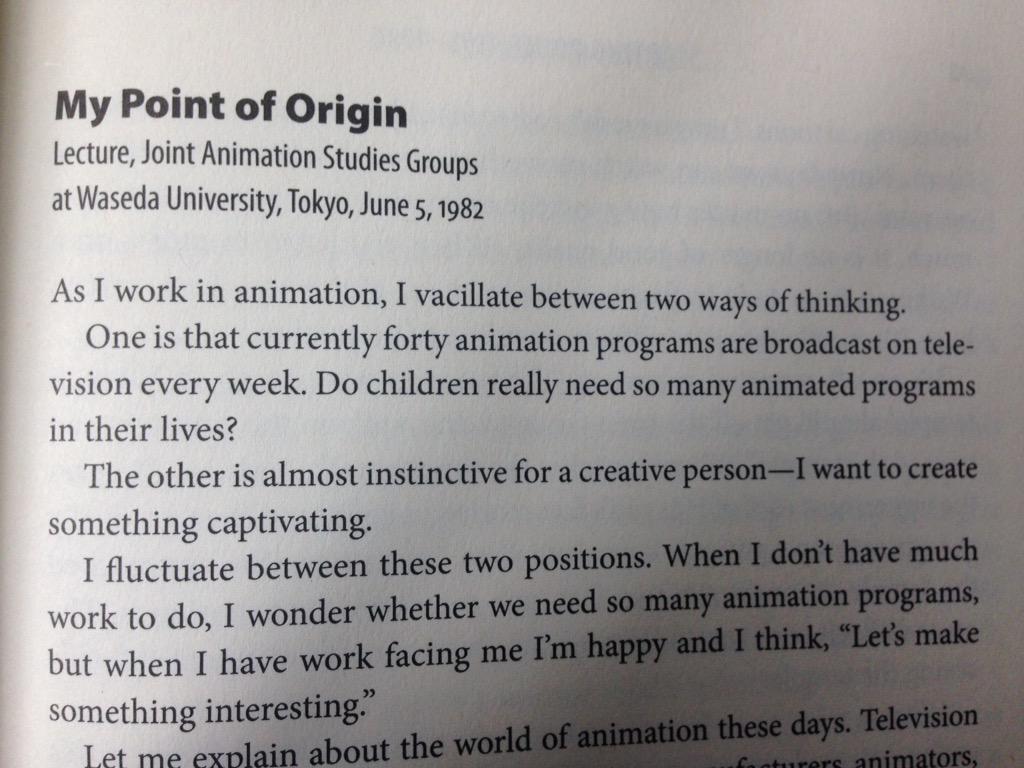 My Point of Origin
Lecture, Joint Animation Studies Groups
at Waseda University, Tokyo, June 5, 1982
As I work in animation, I vacillate between two ways of thinking.
One is that currently forty animation programs are broadcast on tele-
vision every week. Do children really need so many animated programs
in their lives?
The other is almost instinctive for a creative person—I want to create
something captivating.
I fluctuate between these two positions. When I don't have much
work to do, I wonder whether we need so many animation programs,
but when I have work facing me I'm happy and I think, “Let's make
something interesting.”
Let me explain about the world of animation these days. Television
animators,